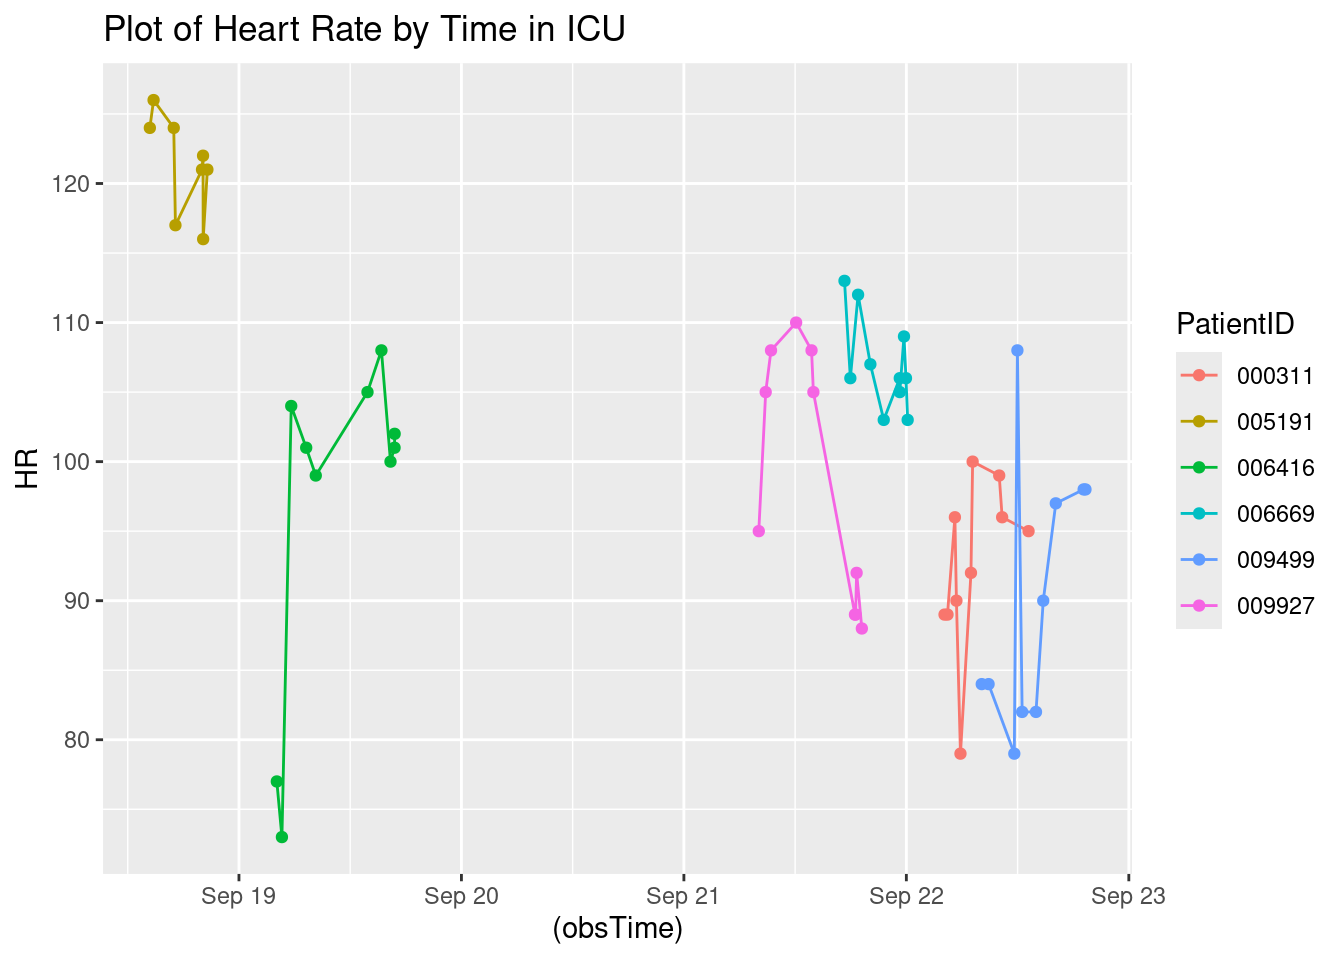 Plot of Heart Rate by Time in ICU
HR
120
110
100
90
80
Sep 19
Sep 20
Sep 21
Sep 22
Sep 23
(obsTime)
PatientID
000311
005191
006416
006669
009499
009927